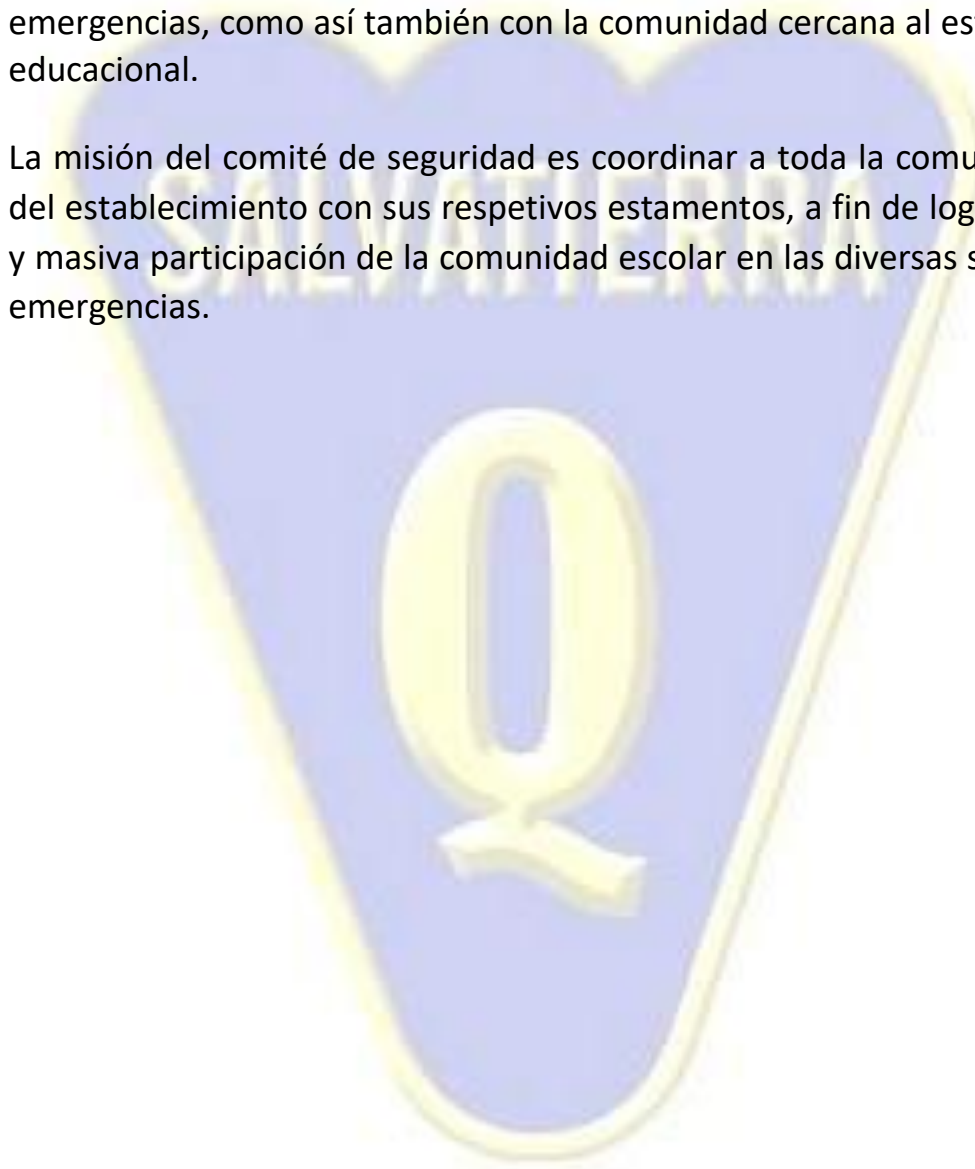 emergencias, como así también con la comunidad cercana al es
educacional.
La misión del comité de seguridad es coordinar a toda la comu
del establecimiento con sus respetivos estamentos, a fin de log
y masiva participación de la comunidad escolar en las diversas s
emergencias.
SALVATIERRA
Q